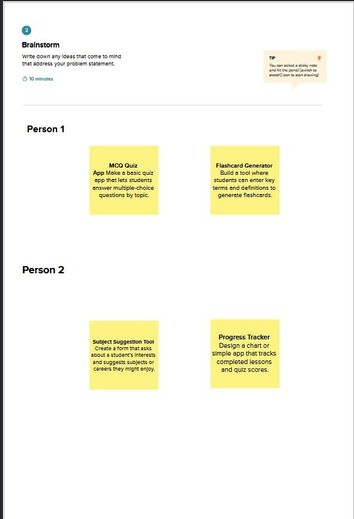 2
Brainstorm
Write down any ideas that come to mind
that address your problem statement.
10 minutes
TIP
You can select a sticky note
and hit the pencil [switch to
sketch] icon to start drawing!
Person 1
MCQ Quiz
App Make a basic quiz
app that lets students
answer multiple-choice
questions by topic.
Flashcard Generator
Build a tool where
students can enter key
terms and definitions to
generate flashcards.
Person 2
Subject Suggestion Tool
Create a form that asks
about a student's interests
and suggests subjects or
careers they might enjoy.
Progress Tracker
Design a chart or
simple app that tracks
completed lessons
and quiz scores.